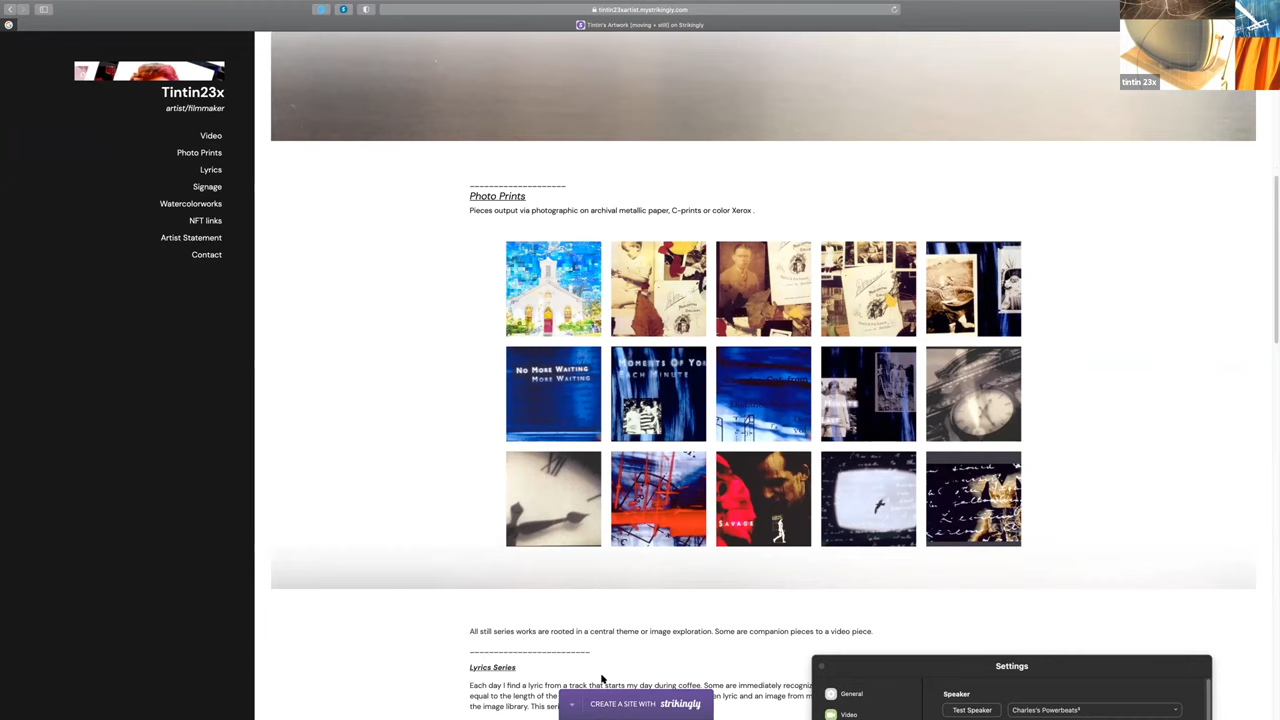 tintin23xartist.mystrikingly.com
Tintin's Artwork [moving + still] on Strikingly
tintin 23x
Tintin23x
artist/filmmaker
Video
Photo Prints
Lyrics
Signage
Watercolorworks
NFT links
Artist Statement
Contact
____________________
Photo Prints
Pieces output via photographic on archival metallic paper, C-prints or color Xerox .
NO MORE WAITING
MORE WAITING
MOMENTS OF YOU
EACH MINUTE
MINUTE
SAVAGE
All still series works are rooted in a central theme or image exploration. Some are companion pieces to a video piece.
_________________________
Lyrics Series
Each day I find a lyric from a track that starts my day during coffee. Some are immediately recogniz
equal to the length of the
en lyric and an image from m
the image library. This seri
CREATE A SITE WITH strikingly
Settings
General
Video
Speaker
Test Speaker
Charles's Powerbeats³